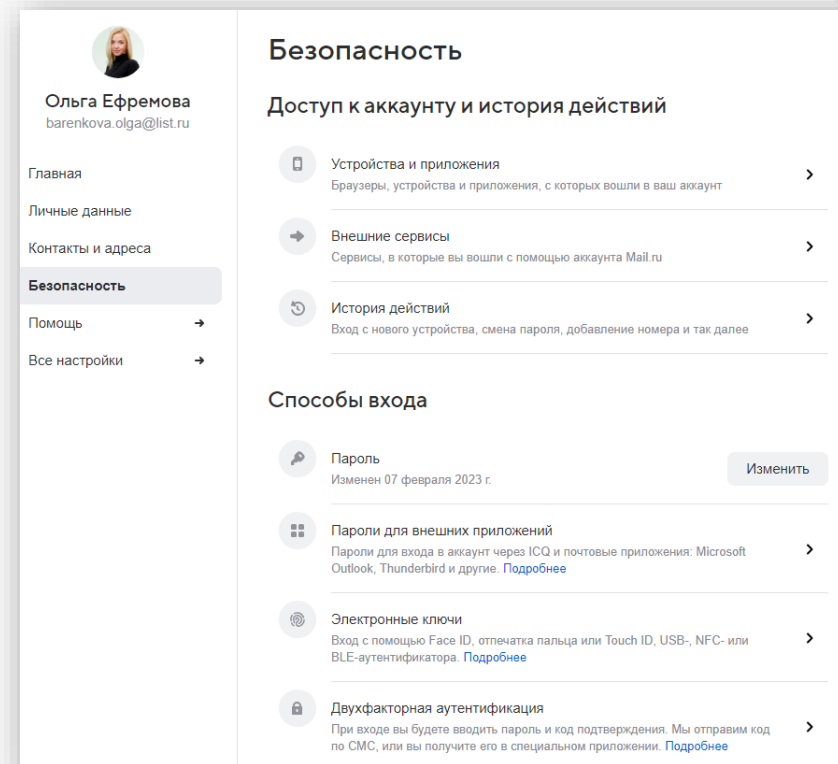 Ольга Ефремова
barenkova.olga@list.ru
Главная
Личные данные
Контакты и адреса
Безопасность
Помощь
Все настройки
Безопасность
Доступ к аккаунту и история действий
Устройства и приложения
Браузеры, устройства и приложения, с которых вошли в ваш аккаунт
Внешние сервисы
Сервисы, в которые вы вошли с помощью аккаунта Mail.ru
История действий
Вход с нового устройства, смена пароля, добавление номера и так далее
Способы входа
Пароль
Изменен 07 февраля 2023 г.
Изменить
Пароли для внешних приложений
Пароли для входа в аккаунт через ICQ и почтовые приложения: Microsoft
Outlook, Thunderbird и другие. Подробнее
Электронные ключи
Вход с помощью Face ID, отпечатка пальца или Touch ID, USB-, NFC- или
BLE-аутентификатора. Подробнее
Двухфакторная аутентификация
При входе вы будете вводить пароль и код подтверждения. Мы отправим код
по СМС, или вы получите его в специальном приложении. Подробнее